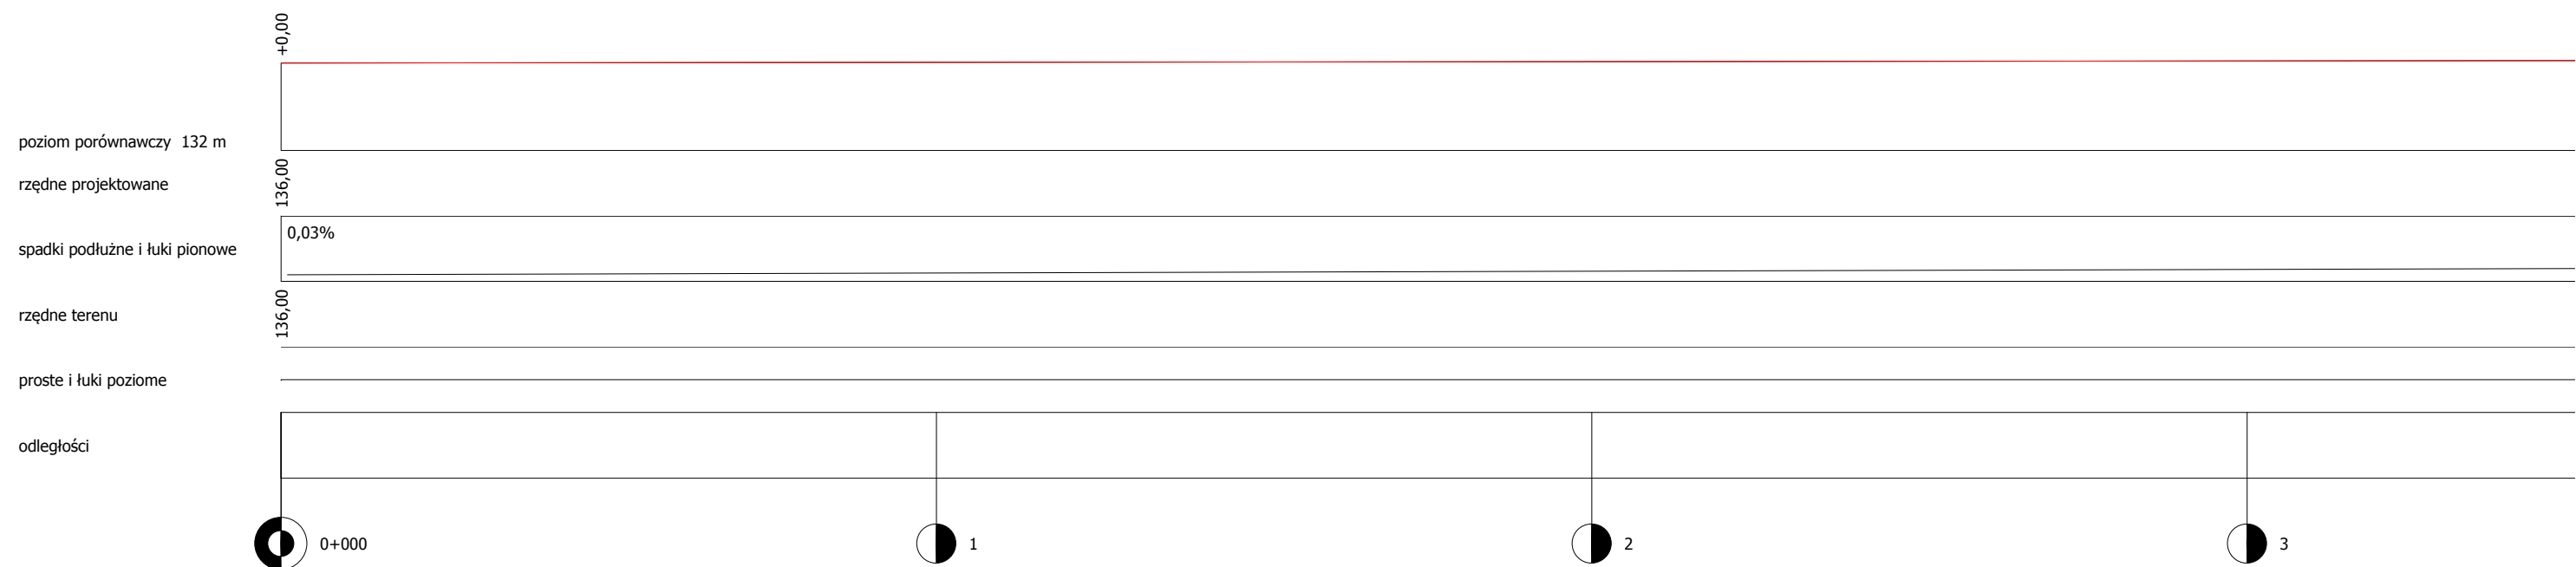 +0,00
poziom porównawczy 132 m
rzędne projektowane
136,00
spadki podłużne i łuki pionowe
0,03%
rzędne terenu
136,00
proste i łuki poziome
odległości
0+000
1
2
3